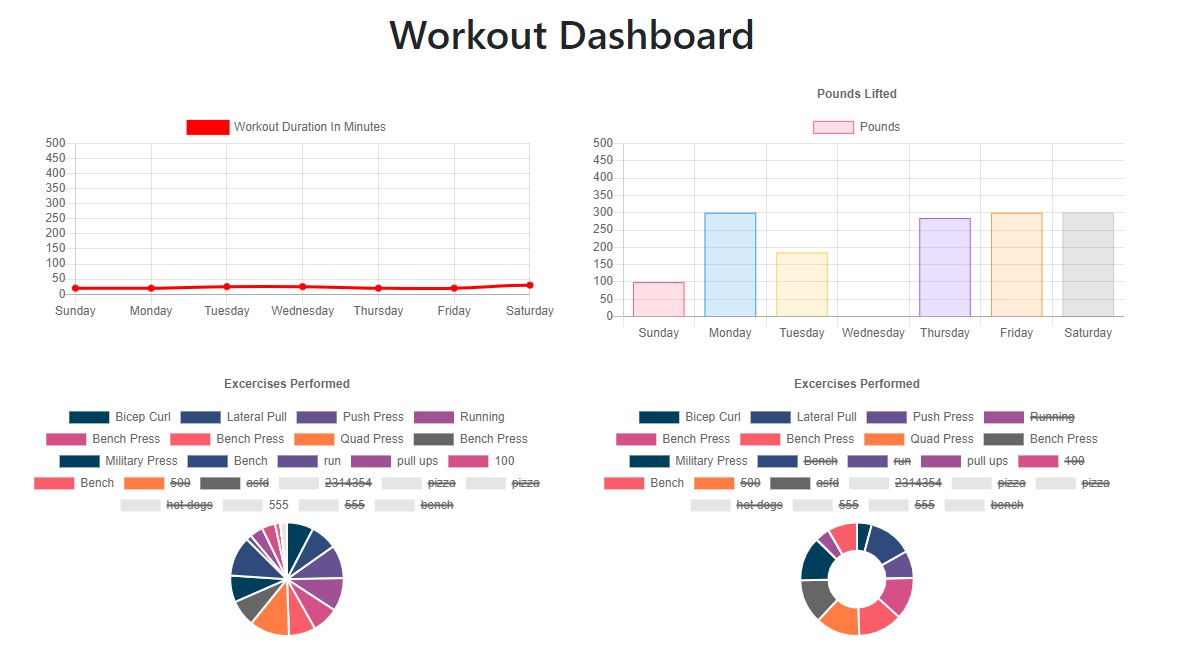 Workout Dashboard
Workout Duration In Minutes
500
450
400
350
300
250
200
150
100
50
0
Sunday Monday Tuesday Wednesday Thursday Friday Saturday
Pounds Lifted
Pounds
500
450
400
350
300
250
200
150
100
50
0
Sunday Monday Tuesday Wednesday Thursday Friday Saturday
Excercises Performed
Bicep Curl Lateral Pull Push Press Running
Bench Press Bench Press Quad Press Bench Press
Military Press Bench run pull ups 100
Bench 500 asfd 2314354 pizza pizza
hot dogs 555 555 bench
Excercises Performed
Bicep Curl Lateral Pull Push Press Running
Bench Press Bench Press Quad Press Bench Press
Military Press Bench run pull ups 100
Bench 500 asfd 2314354 pizza pizza
hot dogs 555 555 bench